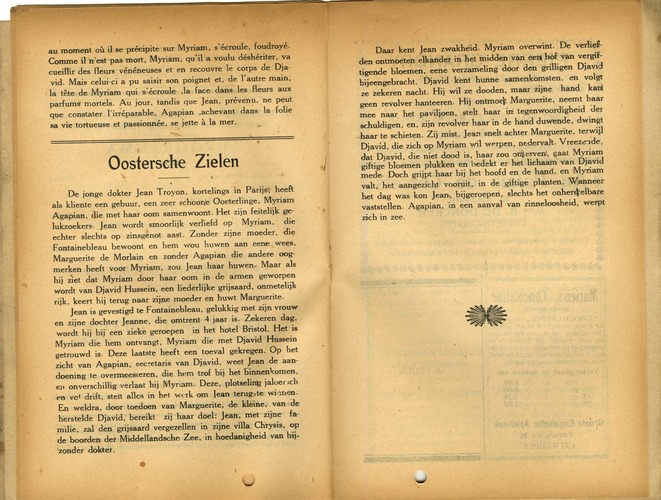 au moment où il se précipite sur Myriam, s'écroule, foudroyé.
Comme il n'est pas mort, Myriam, qu'il a voulu déshériter, va
cueillir des fleurs vénéneuses et en recouvre le corps de Dja-
vid. Mais celui-ci a pu saisir son poignet et, de l'autre main,
la tête de Myriam qui s'écroule la face dans les fleurs aux
parfums mortels. Au jour, tandis que Jean, prévenu, ne peut
que constater l'irréparable, Agapian achevant dans la folie
sa vie tortueuse et passionnée, se jette à la mer.
Oostersche Zielen
De jonge dokter Jean Troyon, kortelings in Parijs, heeft
als kliente een gebuur, een zeer schoone Oosterlinge, Myriam
Agapian, die met haar oom samenwoont. Het zijn feitelijk ge-
lukzoekers. Jean wordt smoorlijk verliefd op Myriam, die
echter slechts op zinsgenot aast. Zonder zijne moeder, die
Fontainebleau bewoont en hem wou huwen aan eene wees,
Marguerite de Morlain en zonder Agapian die andere oog-
merken heeft voor Myriam, zou Jean haar huwen. Maar als
hij ziet dat Myriam door haar oom in de armen geworpen
wordt van Djavid Hussein, een liederlijke grijsaard, onmetelijk
rijk, keert hij terug naar zijne moeder en huwt Marguerite.
Jean is gevestigd te Fontainebleau, gelukkig met zijn vrouw
en zijne dochter Jeanne, die omtrent 4 jaar is. Zekeren dag,
wordt hij bij een zieke geroepen in het hotel Bristol. Het is
Myriam die hem ontvangt, Myriam die met Djavid Hussein
getrouwd is. Deze laatste heeft een toeval gekregen. Op het
zicht van Agapian, secretaris van Djavid, weet Jean de aan-
doening te overmeesteren, die hem trof bij het binnenkomen,
en onverschillig verlaat hij Myriam. Deze, plotseling jaloersch
en vol drift, stelt alles in het werk om Jean terug te winnen.
En weldra, door toedoen van Marguerite, de kleine, van de
herstelde Djavid, bereikt zij haar doel: Jean, met zijne fa-
milie, zal den grijsaard vergezellen in zijne villa Chrysis, op
de boorden der Middellandsche Zee, in hoedanigheid van bij-
zonder dokter.
Daar kent Jean zwakheid. Myriam overwint. De verlief-
den ontmoeten elkander in het midden van een hof van vergif-
tigende bloemen, eene verzameling door den grilligen Djavid
bijeengebracht. Djavid kent hunne samenkomsten, en volgt
ze zekeren nacht. Hij wil ze dooden, maar zijne hand kan
geen revolver hanteeren. Hij ontmoet Marguerite, neemt haar
mee naar het paviljoen, stelt haar in tegenwoordigheid der
schuldigen, en, zijn revolver haar in de hand duwende, dwingt
haar te schieten. Zij mist. Jean snelt achter Marguerite, terwijl
Djavid, die zich op Myriam wil werpen, nedervalt. Vreezende,
dat Djavid, die niet dood is, haar zou onterven, gaat Myriam
giftige bloemen plukken en bedekt er het lichaam van Djavid
mede. Doch grijpt haar bij het hoofd en de hand, en Myriam
valt, het aangezicht vooruit, in de giftige planten. Wanneer
het dag was kon Jean, bijgeroepen, slechts het onherstelbare
vaststellen. Agapian, in een aanval van zinneloosheid, werpt
zich in zee.